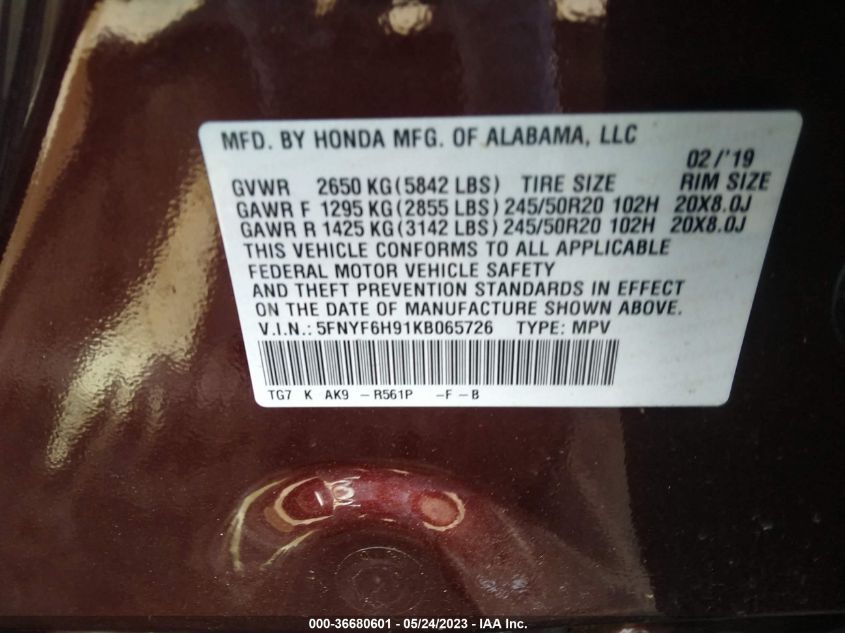 MFD. BY HONDA MFG. OF ALABAMA, LLC
02/'19
GVWR 2650 KG(5842 LBS) TIRE SIZE RIM SIZE
GAWR F 1295 KG(2855 LBS) 245/50R20 102H 20X8.0J
GAWR R 1425 KG(3142 LBS) 245/50R20 102H 20X8.0J
THIS VEHICLE CONFORMS TO ALL APPLICABLE
FEDERAL MOTOR VEHICLE SAFETY
AND THEFT PREVENTION STANDARDS IN EFFECT
ON THE DATE OF MANUFACTURE SHOWN ABOVE.
V.I.N.: 5FNYF6H91KB065726 TYPE: MPV
TG7 K AK9 -R561P -F-B
000-36680601 - 05/24/2023 - IAA Inc.